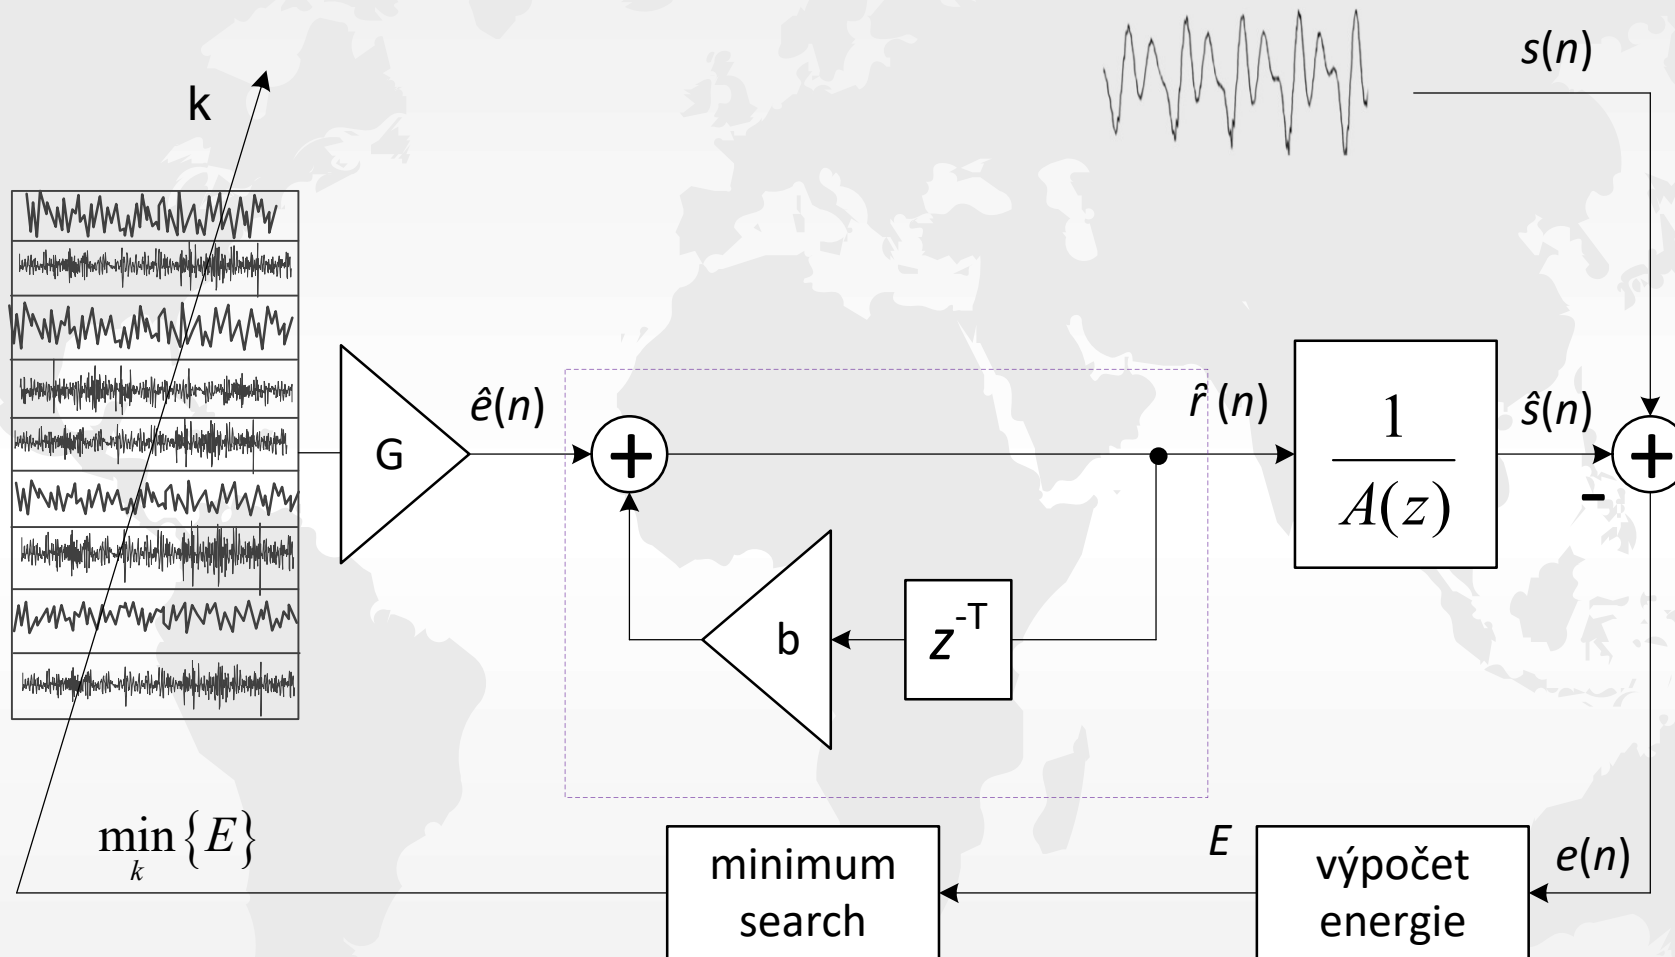 s(n)
k
ê(n)
r̂ (n)
ŝ(n)
G
+
+
1
A(z)
-
b
z^-T
min{E}
k
E
e(n)
minimum
search
výpočet
energie